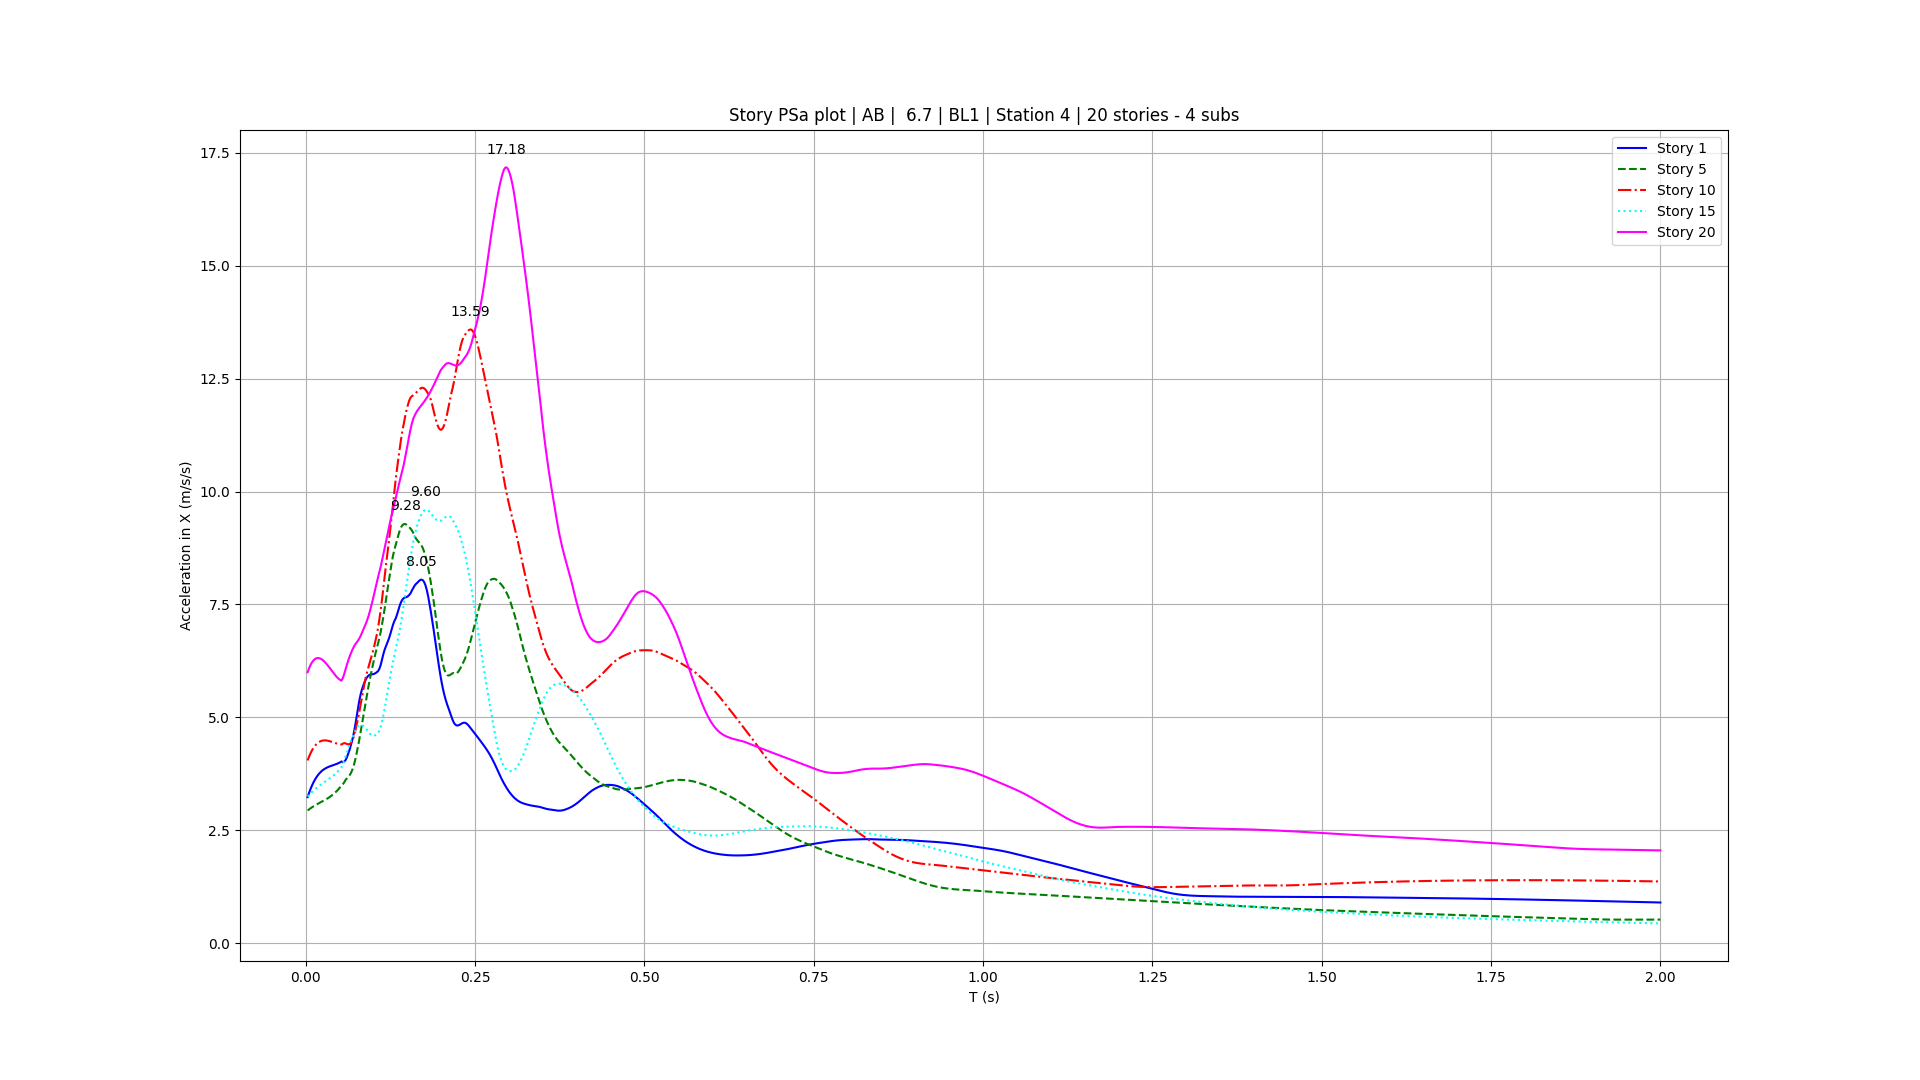 Story PSa plot | AB |  6.7 | BL1 | Station 4 | 20 stories - 4 subs
Acceleration in X (m/s/s)
17.5
15.0
12.5
10.0
7.5
5.0
2.5
0.0
17.18
13.59
9.60
9.28
8.05
Story 1
Story 5
Story 10
Story 15
Story 20
0.00 0.25 0.50 0.75 1.00 1.25 1.50 1.75 2.00
T (s)